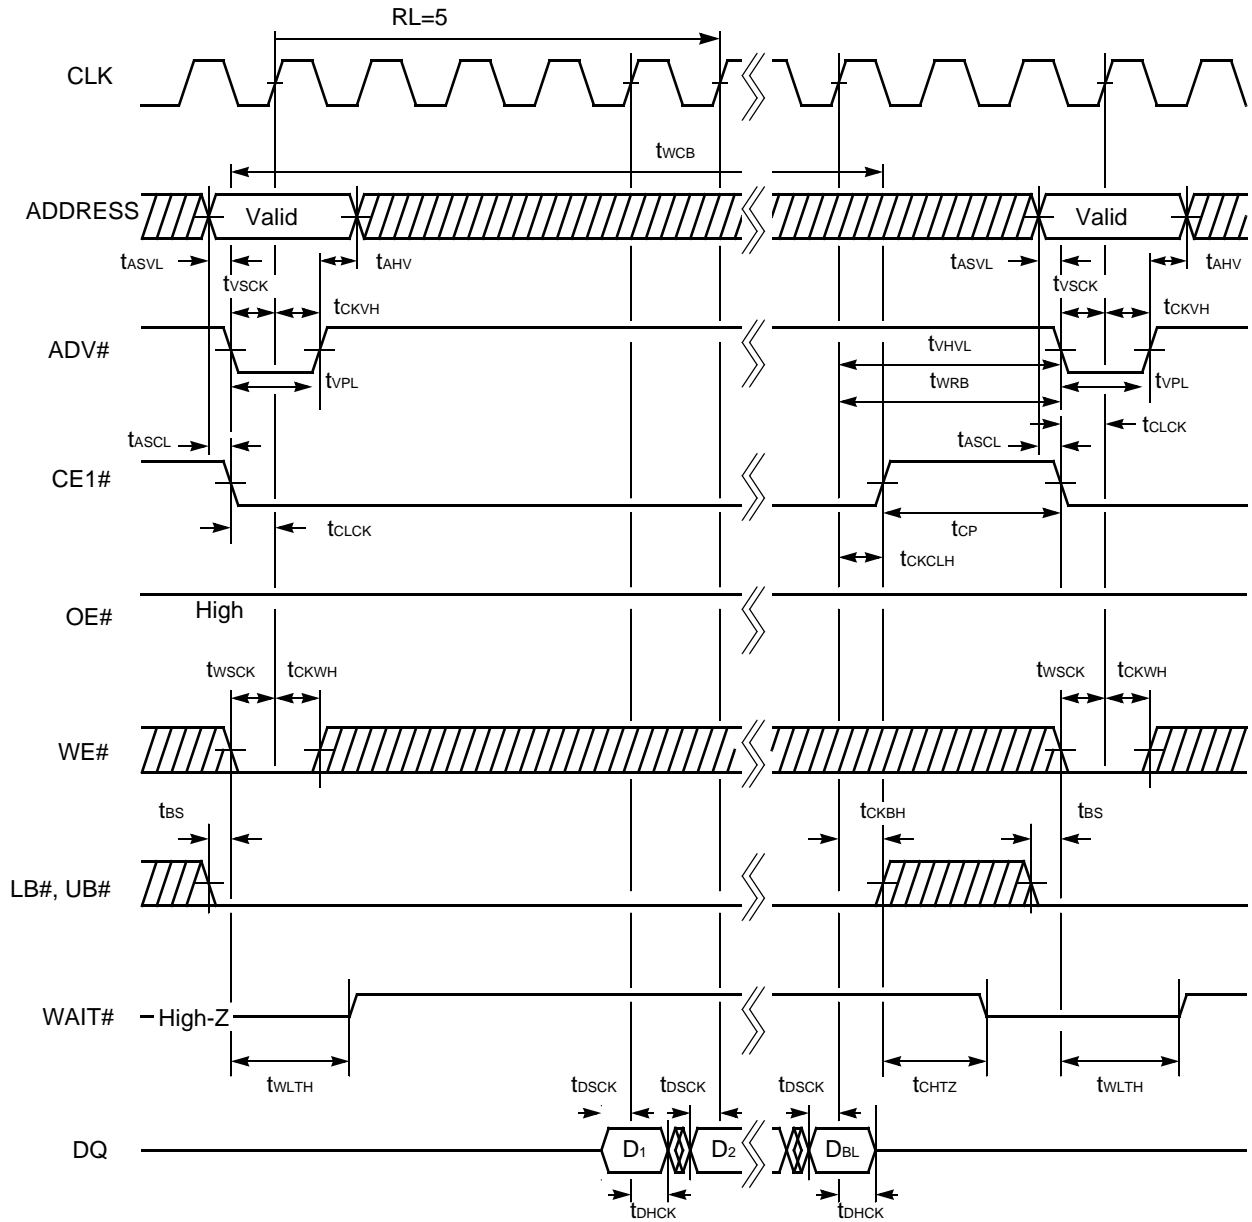 RL=5
CLK
tWCB
ADDRESS Valid Valid
tASVL tAHV tASVL tAHV
tVSCK tVSCK
tCKVH tCKVH
ADV# tVHVL
tVPL tWRB tVPL
tASCL tASCL tCLCK
CE1#
tCLCK tCP
tCKCLH
OE# High
tWSCK tCKWH tWSCK tCKWH
WE#
tBS tCKBH tBS
LB#, UB#
WAIT# High-Z
tWLTH tDSCK tDSCK tDSCK tCHTZ tWLTH
DQ D1 D2 DBL
tDHCK tDHCK